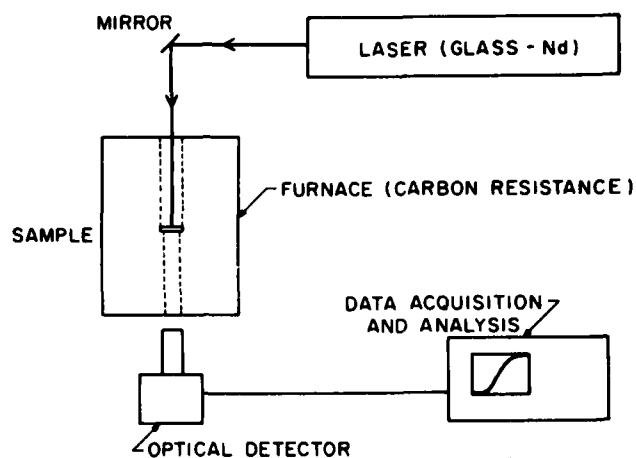 MIRROR
LASER (GLASS - Nd)
FURNACE (CARBON RESISTANCE)
SAMPLE
DATA ACQUISITION
AND ANALYSIS
OPTICAL DETECTOR